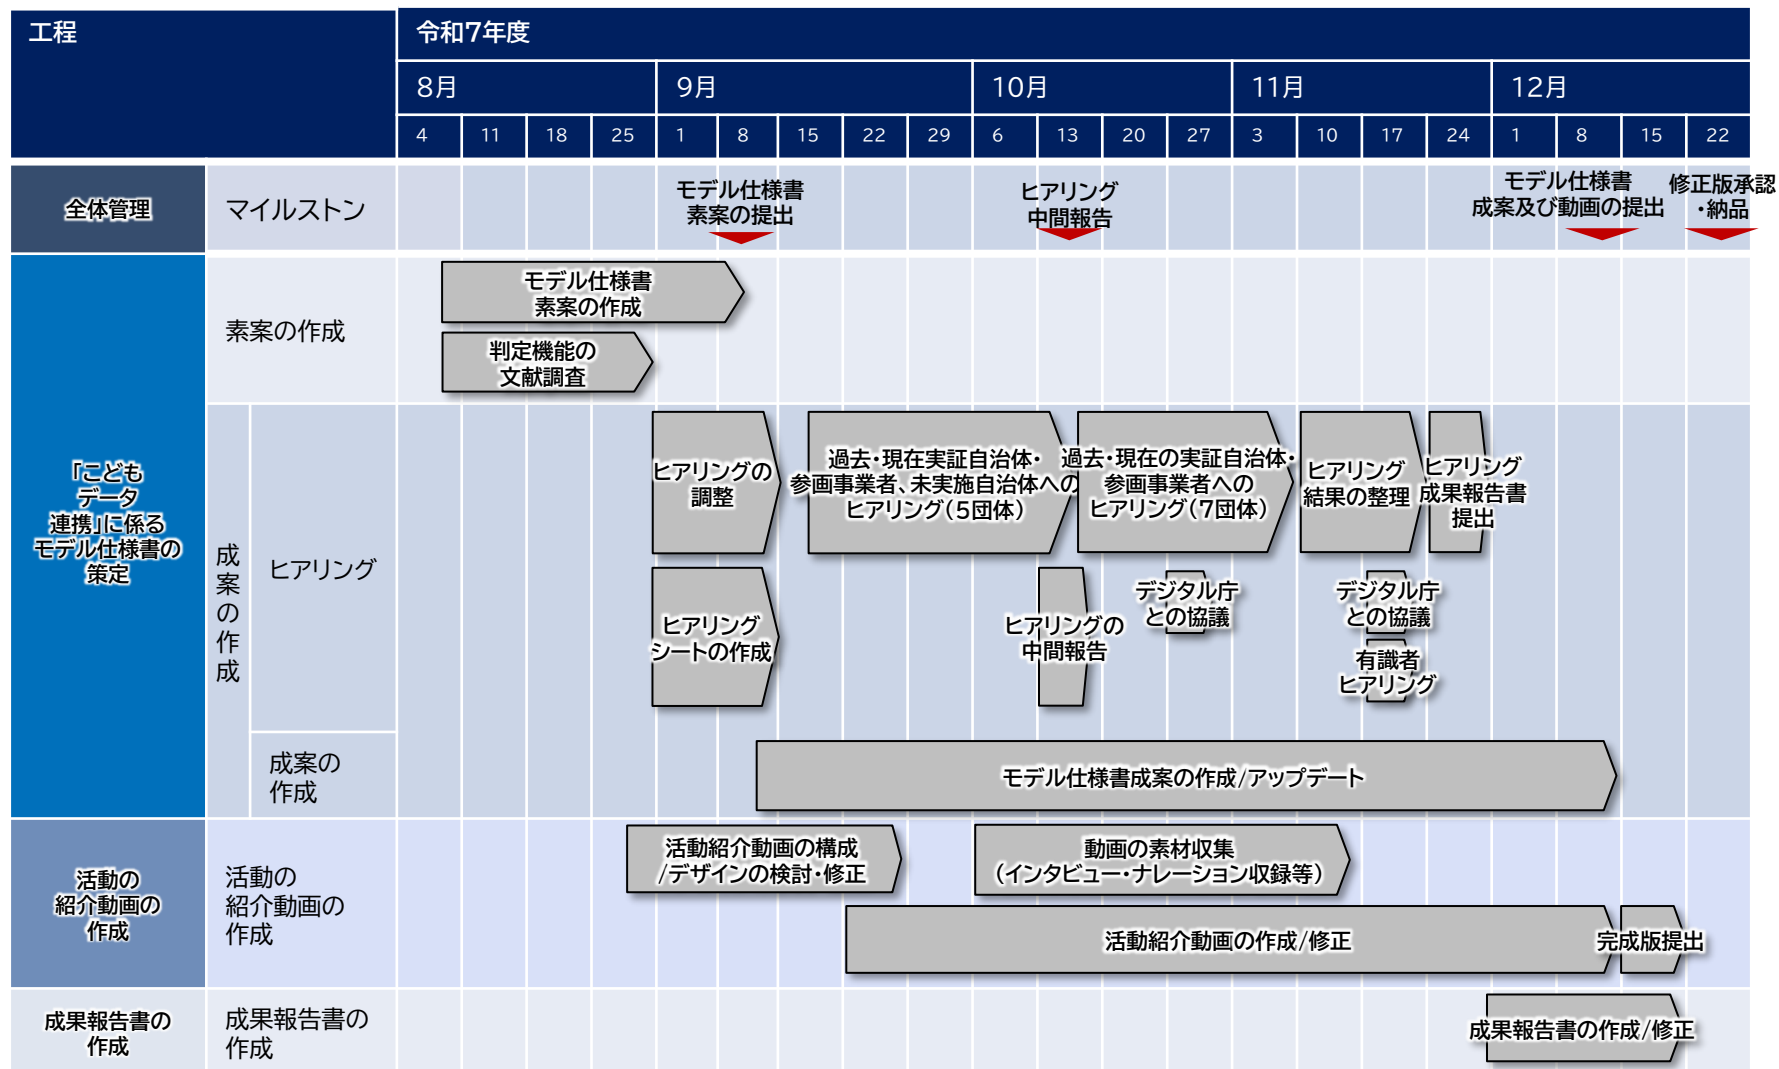 工程
令和7年度
8月
9月
10月
11月
12月
4
11
18
25
1
8
15
22
29
6
13
20
27
3
10
17
24
1
8
15
22
全体管理
マイルストン
モデル仕様書
素案の提出
ヒアリング
中間報告
モデル仕様書
成案及び動画の提出
修正版承認
・納品
「こども
データ
連携」に係る
モデル仕様書の
策定
素案の作成
モデル仕様書
素案の作成
判定機能の
文献調査
成案の作成
ヒアリング
ヒアリングの
調整
過去・現在実証自治体・
参画事業者、未実施自治体への
ヒアリング（5団体）
過去・現在の実証自治体・
参画事業者への
ヒアリング（7団体）
ヒアリング
結果の整理
ヒアリング
成果報告書
提出
ヒアリング
シートの作成
ヒアリングの
中間報告
デジタル庁
との協議
デジタル庁
との協議
有識者
ヒアリング
成案の
作成
モデル仕様書成案の作成/アップデート
活動の
紹介動画の
作成
活動の
紹介動画の
作成
活動紹介動画の構成
/デザインの検討・修正
動画の素材収集
（インタビュー・ナレーション収録等）
活動紹介動画の作成/修正
完成版提出
成果報告書の
作成
成果報告書の
作成
成果報告書の作成/修正